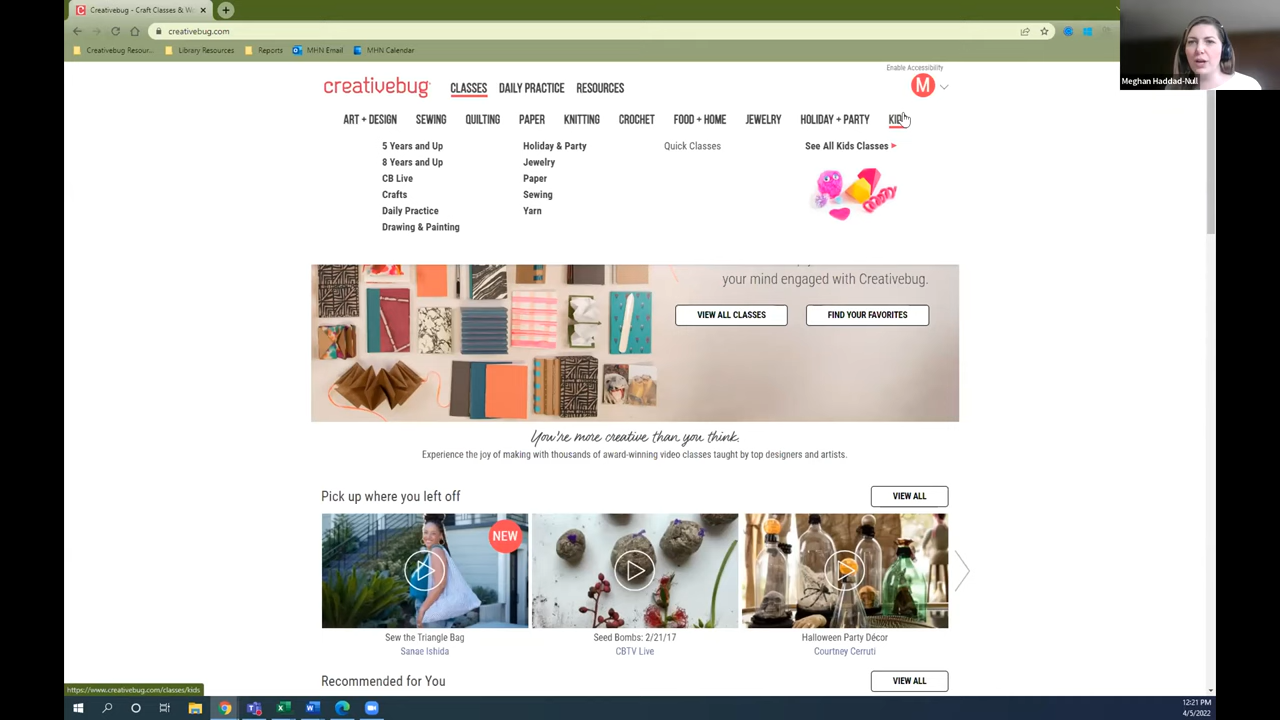 Creativebug - Craft Classes & W
creativebug.com
Creativebug Resour...
Library Resources
Reports
MHN Email
MHN Calendar
Meghan Haddad-Null
Enable Accessibility
creativebug
CLASSES
DAILY PRACTICE
RESOURCES
M
ART + DESIGN
SEWING
QUILTING
PAPER
KNITTING
CROCHET
FOOD + HOME
JEWELRY
HOLIDAY + PARTY
5 Years and Up
8 Years and Up
CB Live
Crafts
Daily Practice
Drawing & Painting
Holiday & Party
Jewelry
Paper
Sewing
Yarn
Quick Classes
See All Kids Classes
your mind engaged with Creativebug.
VIEW ALL CLASSES
FIND YOUR FAVORITES
You're more creative than you think.
Experience the joy of making with thousands of award-winning video classes taught by top designers and artists.
Pick up where you left off
VIEW ALL
NEW
Sew the Triangle Bag
Sanae Ishida
Seed Bombs: 2/21/17
CBTV Live
Halloween Party Décor
Courtney Cerruti
Recommended for You
VIEW ALL
https://www.creativebug.com/classes/kids
12:21 PM
4/5/2022